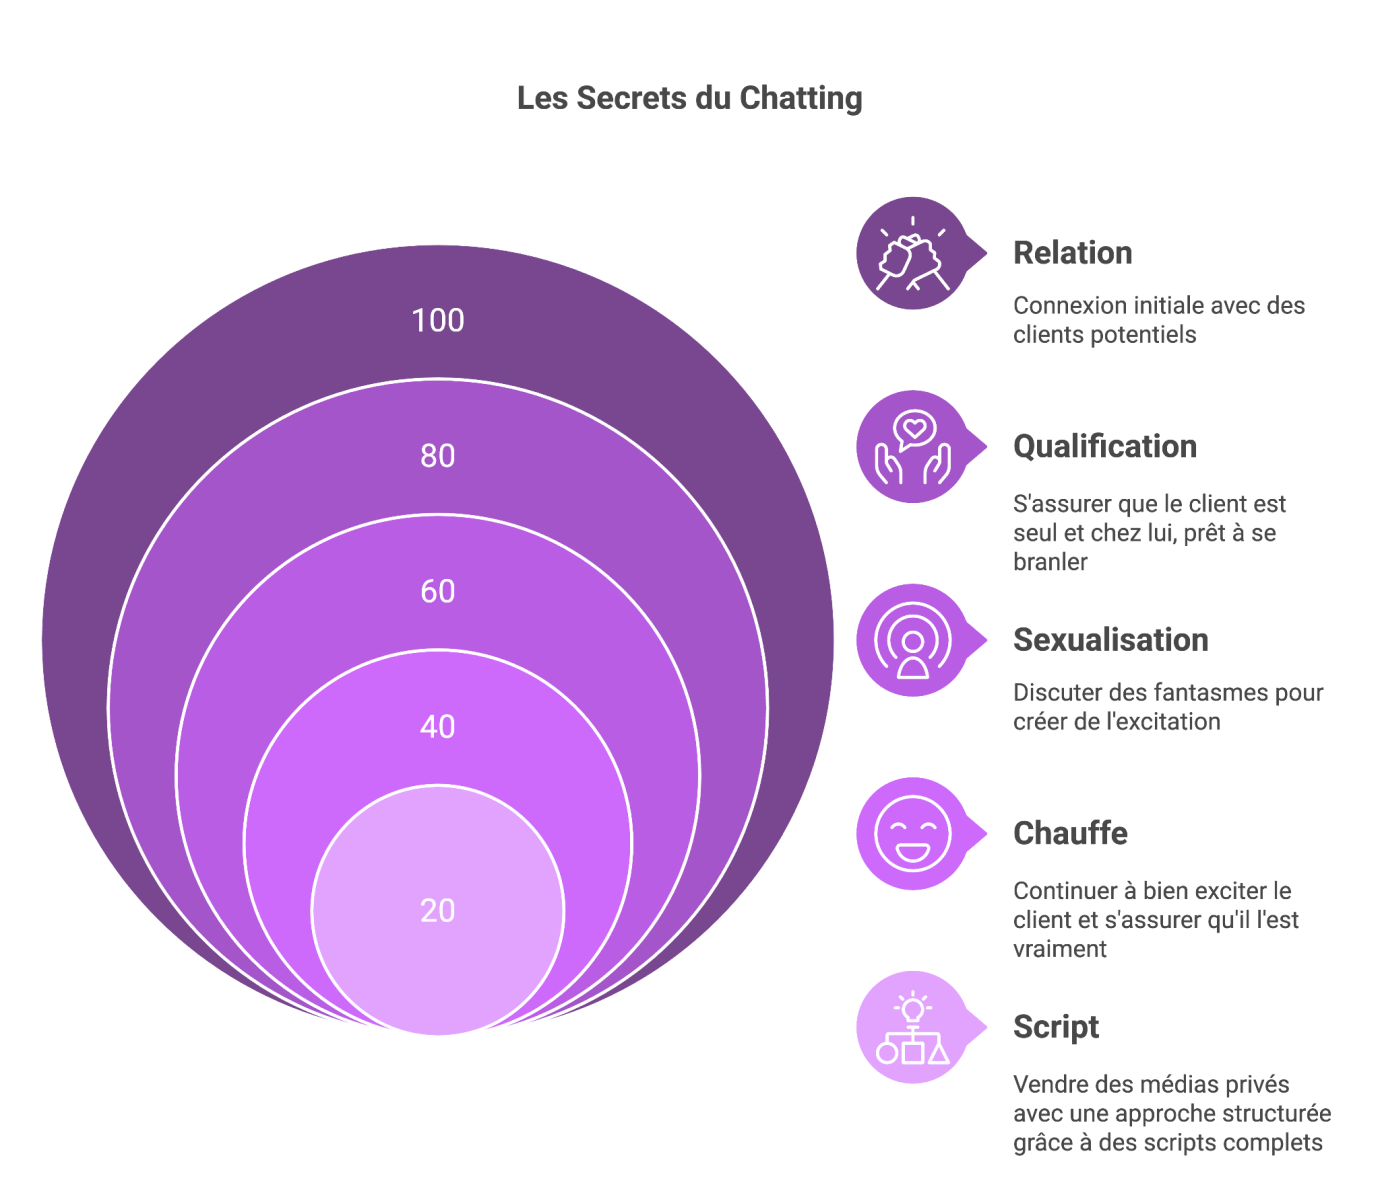 Les Secrets du Chatting
100
80
60
40
20
Relation
Connexion initiale avec des
clients potentiels
Qualification
S'assurer que le client est
seul et chez lui, prêt à se
branler
Sexualisation
Discuter des fantasmes pour
créer de l'excitation
Chauffe
Continuer à bien exciter le
client et s'assurer qu'il l'est
vraiment
Script
Vendre des médias privés
avec une approche structurée
grâce à des scripts complets